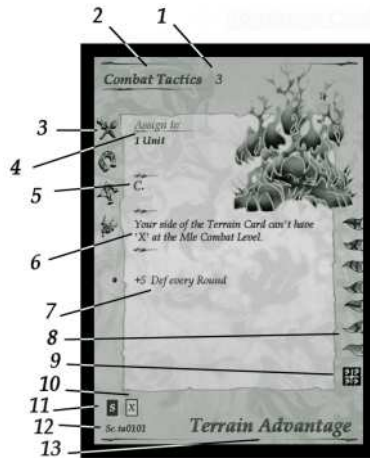 2
1
Combat Tactics 3
3
Assign to
1 Unit
4
5
C.
Your side of the Terrain Card can't have
'X' at the Mle Combat Level.
6
+5 Def every Round
7
8
9
10
11
S X
12
Sc ta0101
13
Terrain Advantage